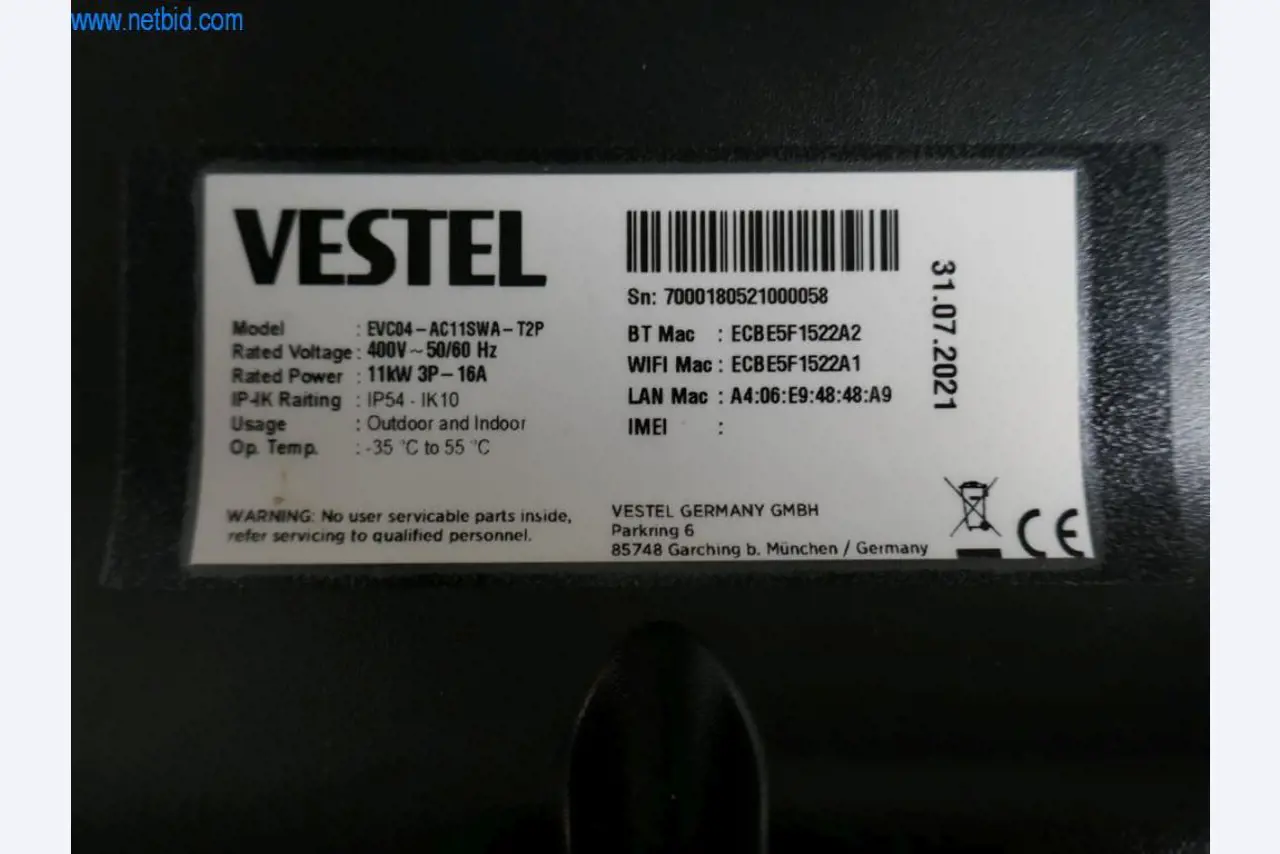 www.netbid.com
VESTEL
Model : EVC04-AC11SWA-T2P
Rated Voltage : 400V~50/60 Hz
Rated Power : 11kW 3P-16A
IP-IK Raiting : IP54 - IK10
Usage : Outdoor and Indoor
Op. Temp. : -35 °C to 55 °C
WARNING: No user servicable parts inside,
refer servicing to qualified personnel.
Sn: 7000180521000058
BT Mac : ECBE5F1522A2
WIFI Mac : ECBE5F1522A1
LAN Mac : A4:06:E9:48:48:A9
IMEI :
31.07.2021
VESTEL GERMANY GMBH
Parkring 6
85748 Garching b. München / Germany
CE